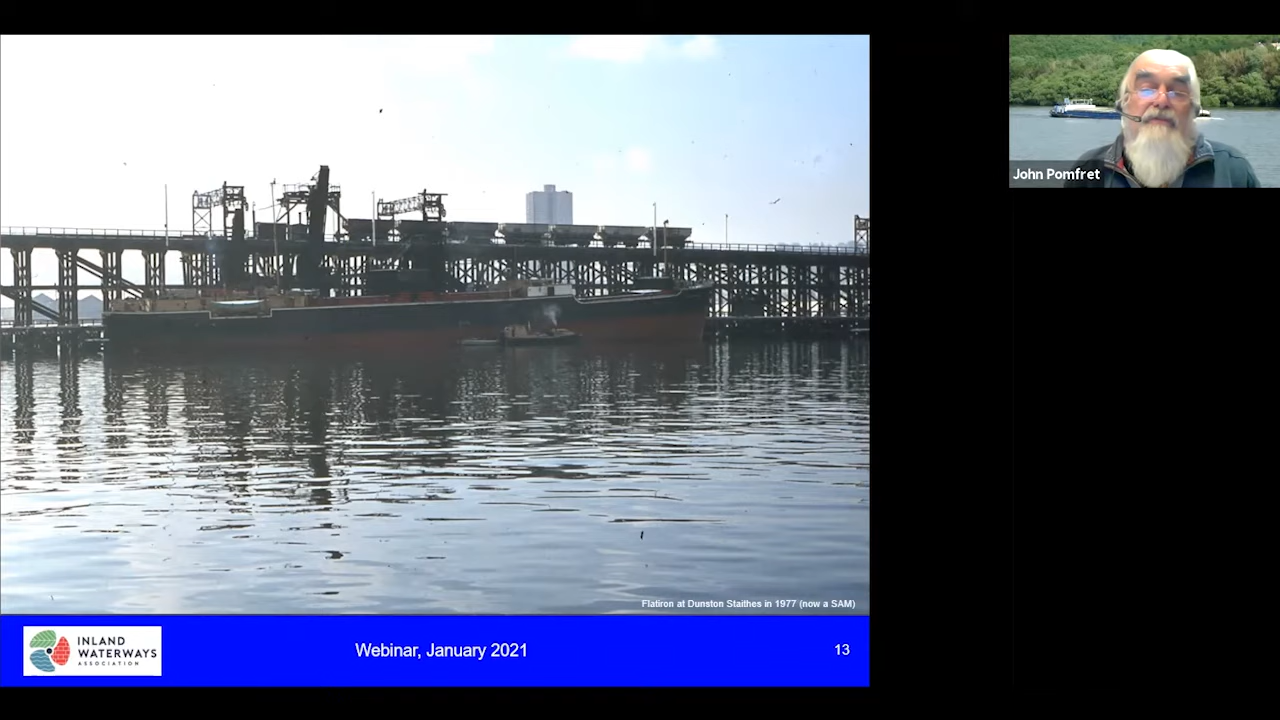 John Pomfret
Flatiron at Dunston Staithes in 1977 (now a SAM)
INLAND
WATERWAYS
ASSOCIATION
Webinar, January 2021
13